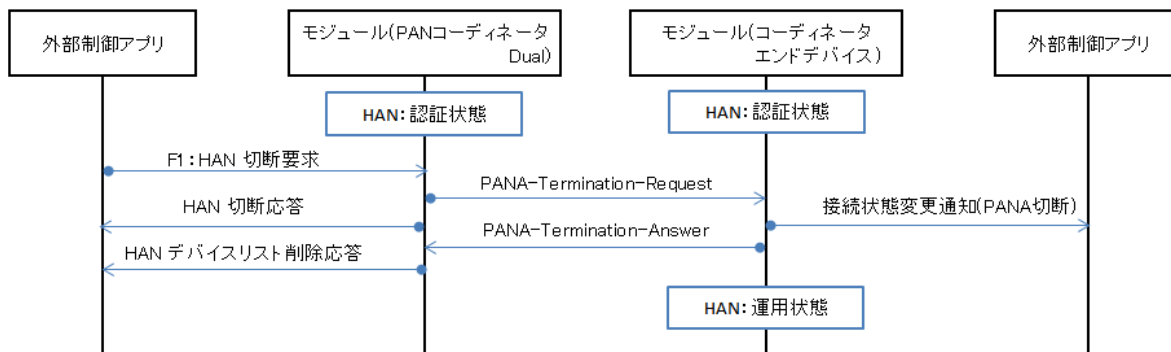 外部制御アプリ
モジュール(PANコーディネータ
Dual)
モジュール(コーディネータ
エンドデバイス)
外部制御アプリ
HAN：認証状態
HAN：認証状態
F1：HAN 切断要求
PANA-Termination-Request
HAN 切断応答
接続状態変更通知(PANA切断)
PANA-Termination-Answer
HAN デバイスリスト削除応答
HAN：運用状態